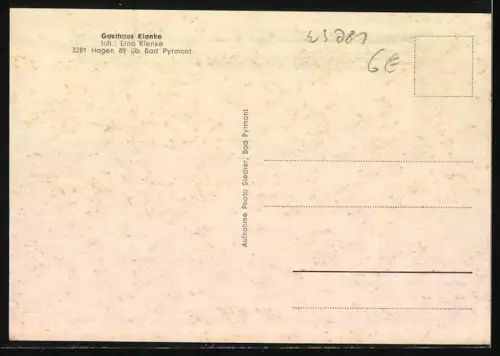 Gasthaus Klenke
Inh.: Erna Klenke
3281 Hagen 89 üb. Bad Pyrmont
6E
Aufnahme Photo Stecher, Bad Pyrmont